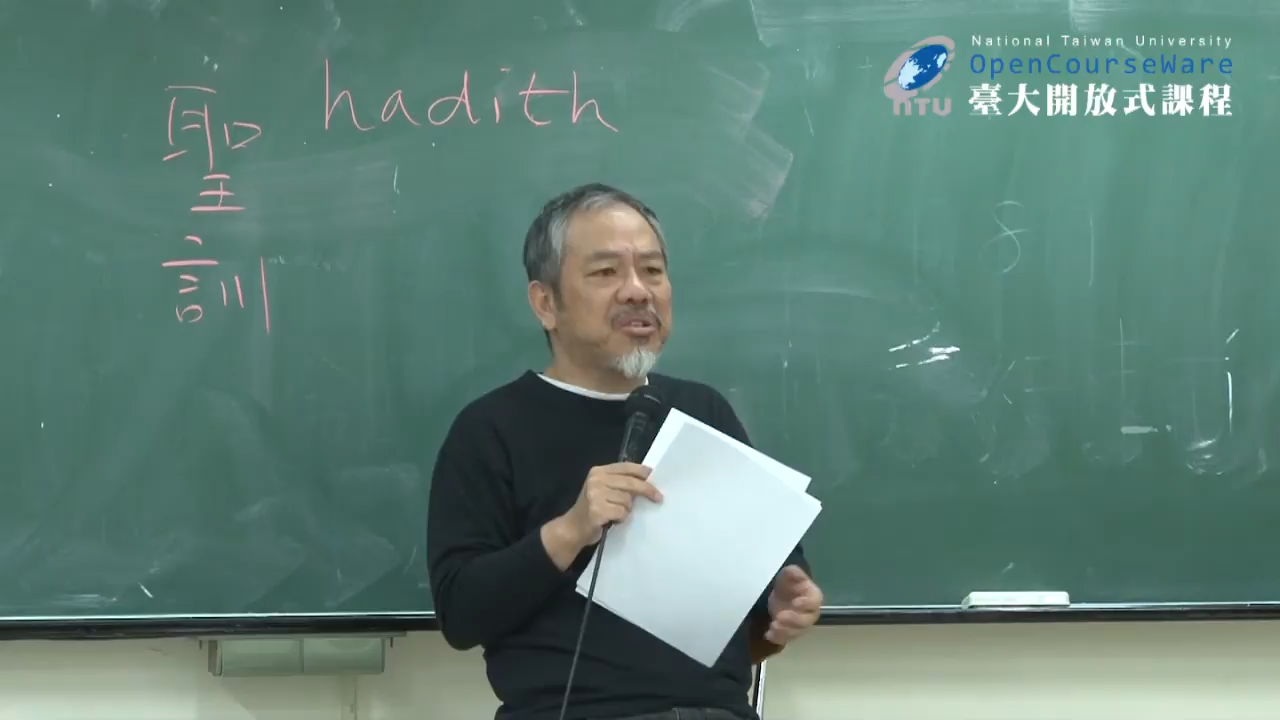 聖 hadith
訓
National Taiwan University
OpenCourseWare
NTU 臺大開放式課程